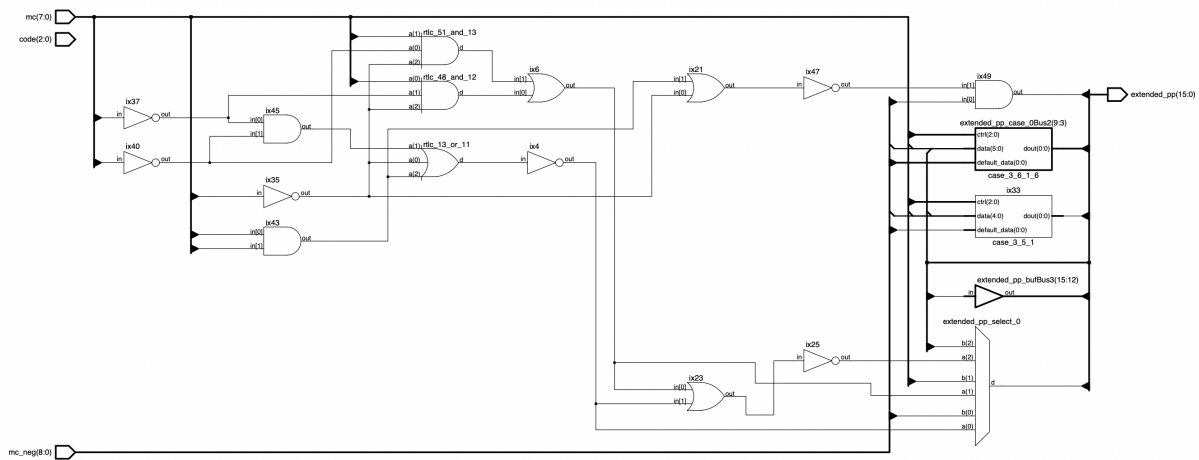 mc(7:0)
code(2:0)
ix37
in
out
ix40
in
out
ix45
in[0]
in[1]
out
ix35
in
out
ix43
in[0]
in[1]
out
rtlc_51_and_13
a(1)
a(0)
a(2)
d
rtlc_48_and_12
a(0)
a(1)
a(2)
d
rtlc_13_or_11
a(1)
a(0)
a(2)
d
ix6
in[1]
in[0]
out
ix4
in
out
ix21
in[1]
in[0]
out
ix47
in
out
ix49
in[1]
in[0]
out
extended_pp(15:0)
extended_pp_case_0Bus2(9:3)
ctrl(2:0)
data(5:0)
dout(0:0)
default_data(0:0)
case_3_6_1_6
ix33
ctrl(2:0)
data(4:0)
dout(0:0)
default_data(0:0)
case_3_5_1
extended_pp_bufBus3(15:12)
in
out
extended_pp_select_0
b(2)
a(2)
b(1)
a(1)
b(0)
a(0)
d
ix25
in
out
ix23
in[0]
in[1]
out
mc_neg(8:0)